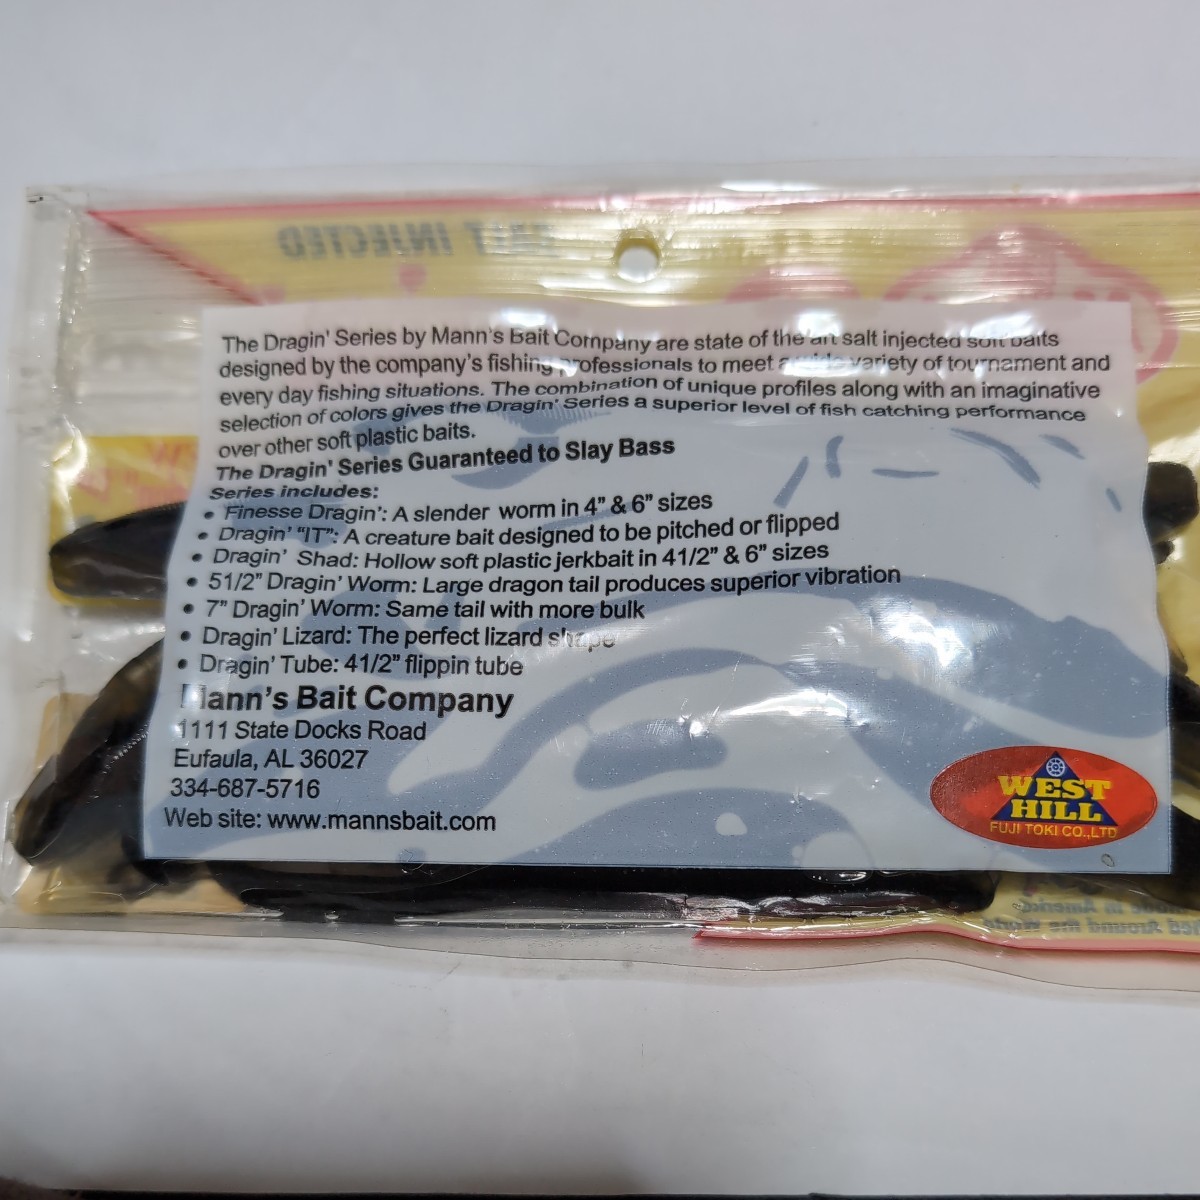 SALT INJECTED
The Dragin' Series by Mann's Bait Company are state of the art salt injected soft baits
designed by the company's fishing professionals to meet a wide variety of tournament and
every day fishing situations. The combination of unique profiles along with an imaginative
selection of colors gives the Dragin' Series a superior level of fish catching performance
over other soft plastic baits.
The Dragin' Series Guaranteed to Slay Bass
Series includes:
• Finesse Dragin': A slender worm in 4" & 6" sizes
• Dragin' "IT": A creature bait designed to be pitched or flipped
• Dragin' Shad: Hollow soft plastic jerkbait in 41/2" & 6" sizes
• 51/2" Dragin' Worm: Large dragon tail produces superior vibration
• 7" Dragin' Worm: Same tail with more bulk
• Dragin' Lizard: The perfect lizard shape
• Dragin' Tube: 41/2" flippin tube
Mann's Bait Company
1111 State Docks Road
Eufaula, AL 36027
334-687-5716
Web site: www.mannsbait.com
WEST
HILL
FUJI TOKI CO.,LTD
in America
Around the World